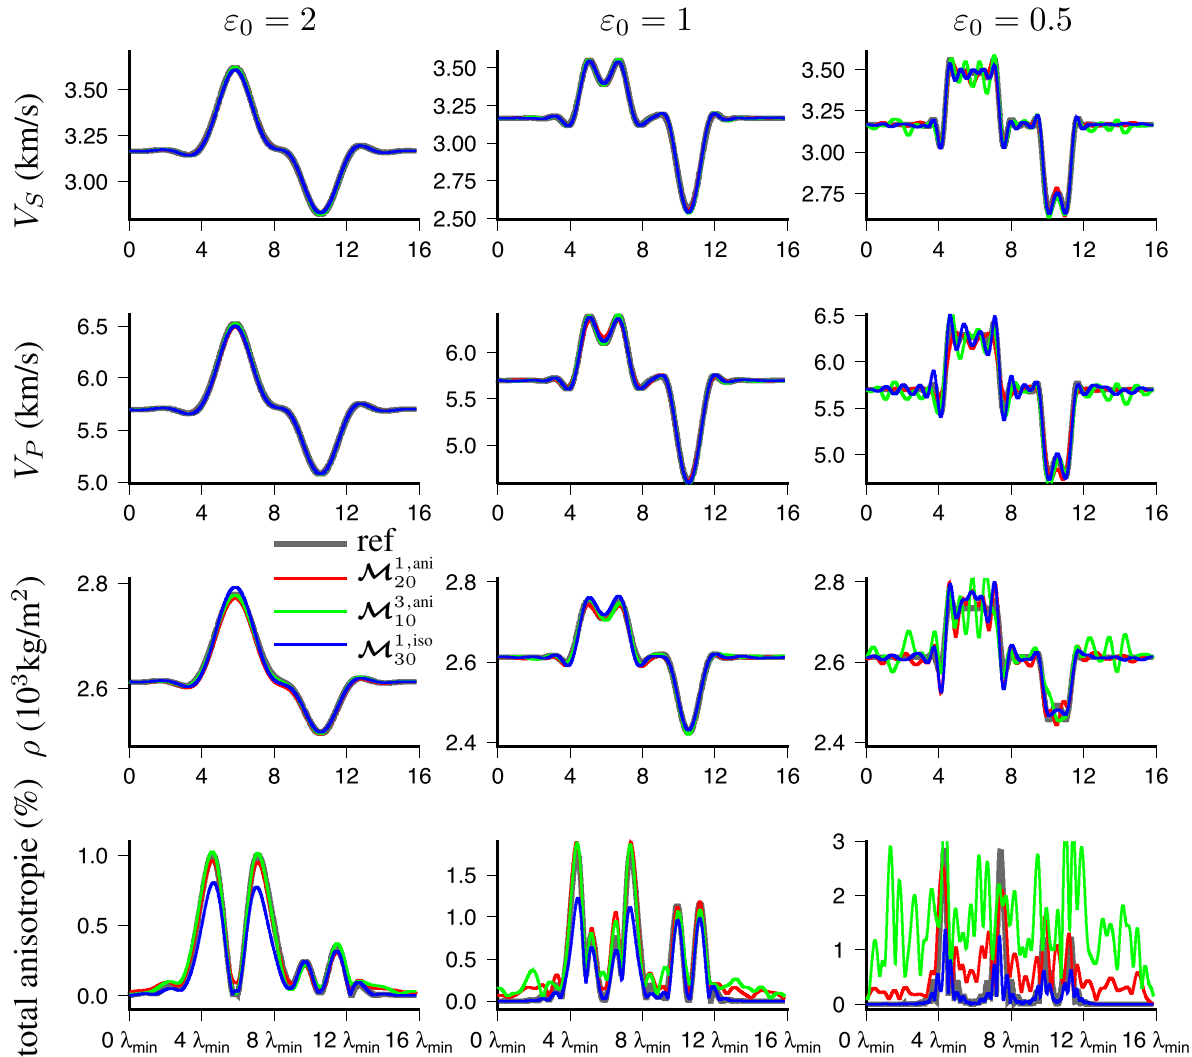 ε₀ = 2 ε₀ = 1 ε₀ = 0.5
V_S (km/s)
3.50
3.25
3.00
0 4 8 12 16
3.50
3.25
3.00
2.75
2.50
0 4 8 12 16
3.50
3.25
3.00
2.75
0 4 8 12 16
V_P (km/s)
6.5
6.0
5.5
5.0
0 4 8 12 16
6.0
5.0
0 4 8 12 16
6.5
6.0
5.5
5.0
0 4 8 12 16
ref
𝓜₂₀^{1,ani}
𝓜₁₀^{3,ani}
𝓜₃₀^{1,iso}
ρ (10³kg/m²)
2.8
2.6
0 4 8 12 16
2.8
2.6
2.4
0 4 8 12 16
2.8
2.6
2.4
0 4 8 12 16
total anisotropie (%)
1.0
0.5
0.0
0 λmin 4 λmin 8 λmin 12 λmin 16 λmin
1.5
1.0
0.5
0.0
0 λmin 4 λmin 8 λmin 12 λmin 16 λmin
3
2
1
0
0 λmin 4 λmin 8 λmin 12 λmin 16 λmin